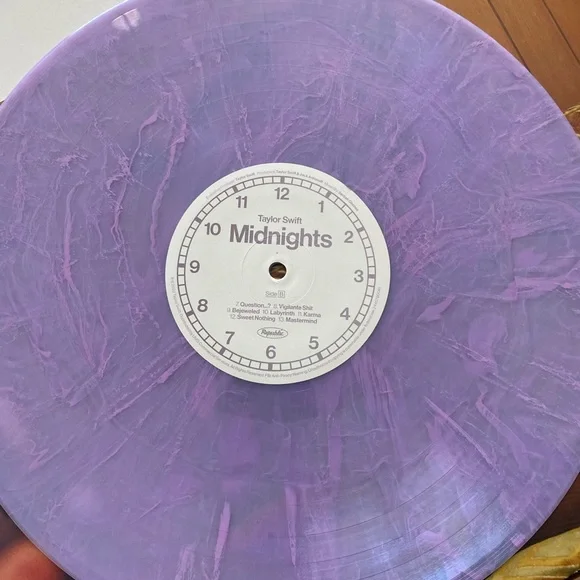 12
11
1
10
2
9
3
8
4
7
5
6
Taylor Swift
Midnights
Side B
7 Question...? 8 Vigilante Shit
9 Bejeweled 10 Labyrinth 11 Karma
12 Sweet Nothing 13 Mastermind
Republic